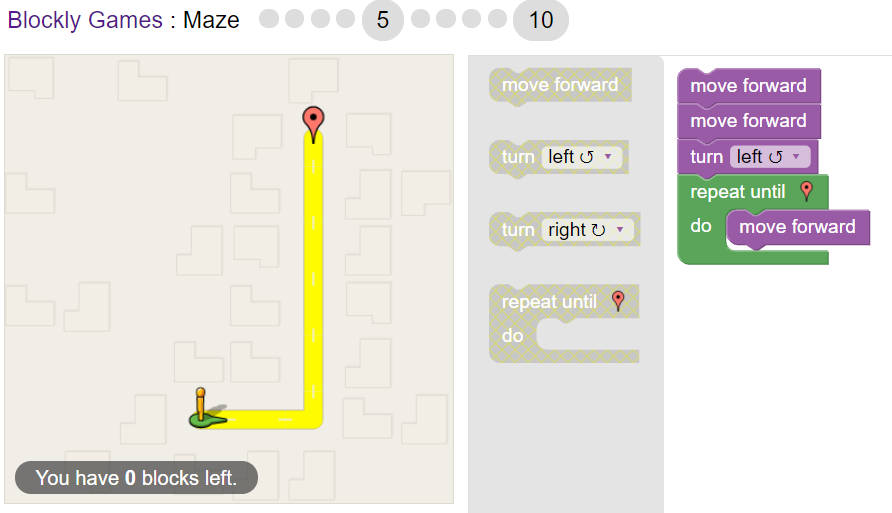 Blockly Games : Maze 5 10
You have 0 blocks left.
move forward
turn left ↺ ▼
turn right ↻ ▼
repeat until
do
move forward
move forward
turn left ↺ ▼
repeat until
do move forward